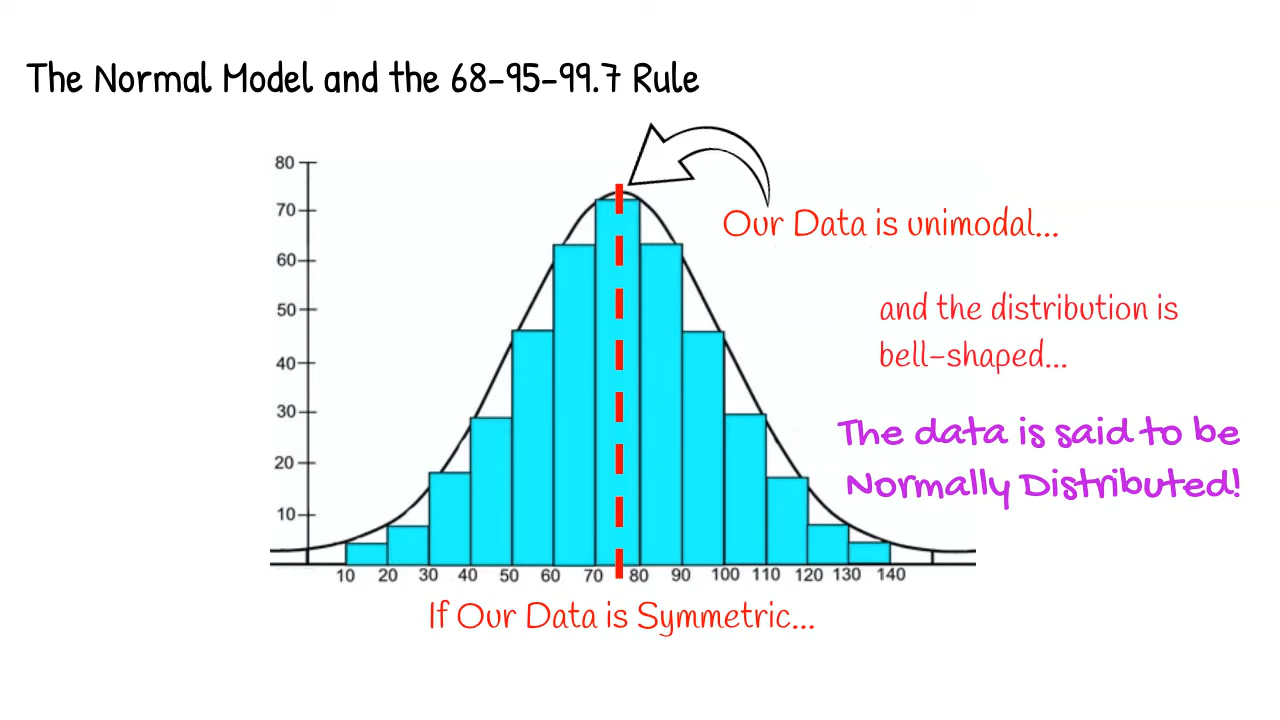 The Normal Model and the 68-95-99.7 Rule
80
70
60
50
40
30
20
10
Our Data is unimodal...
and the distribution is
bell-shaped...
The data is said to be
Normally Distributed!
10 20 30 40 50 60 70 80 90 100 110 120 130 140
If Our Data is Symmetric...